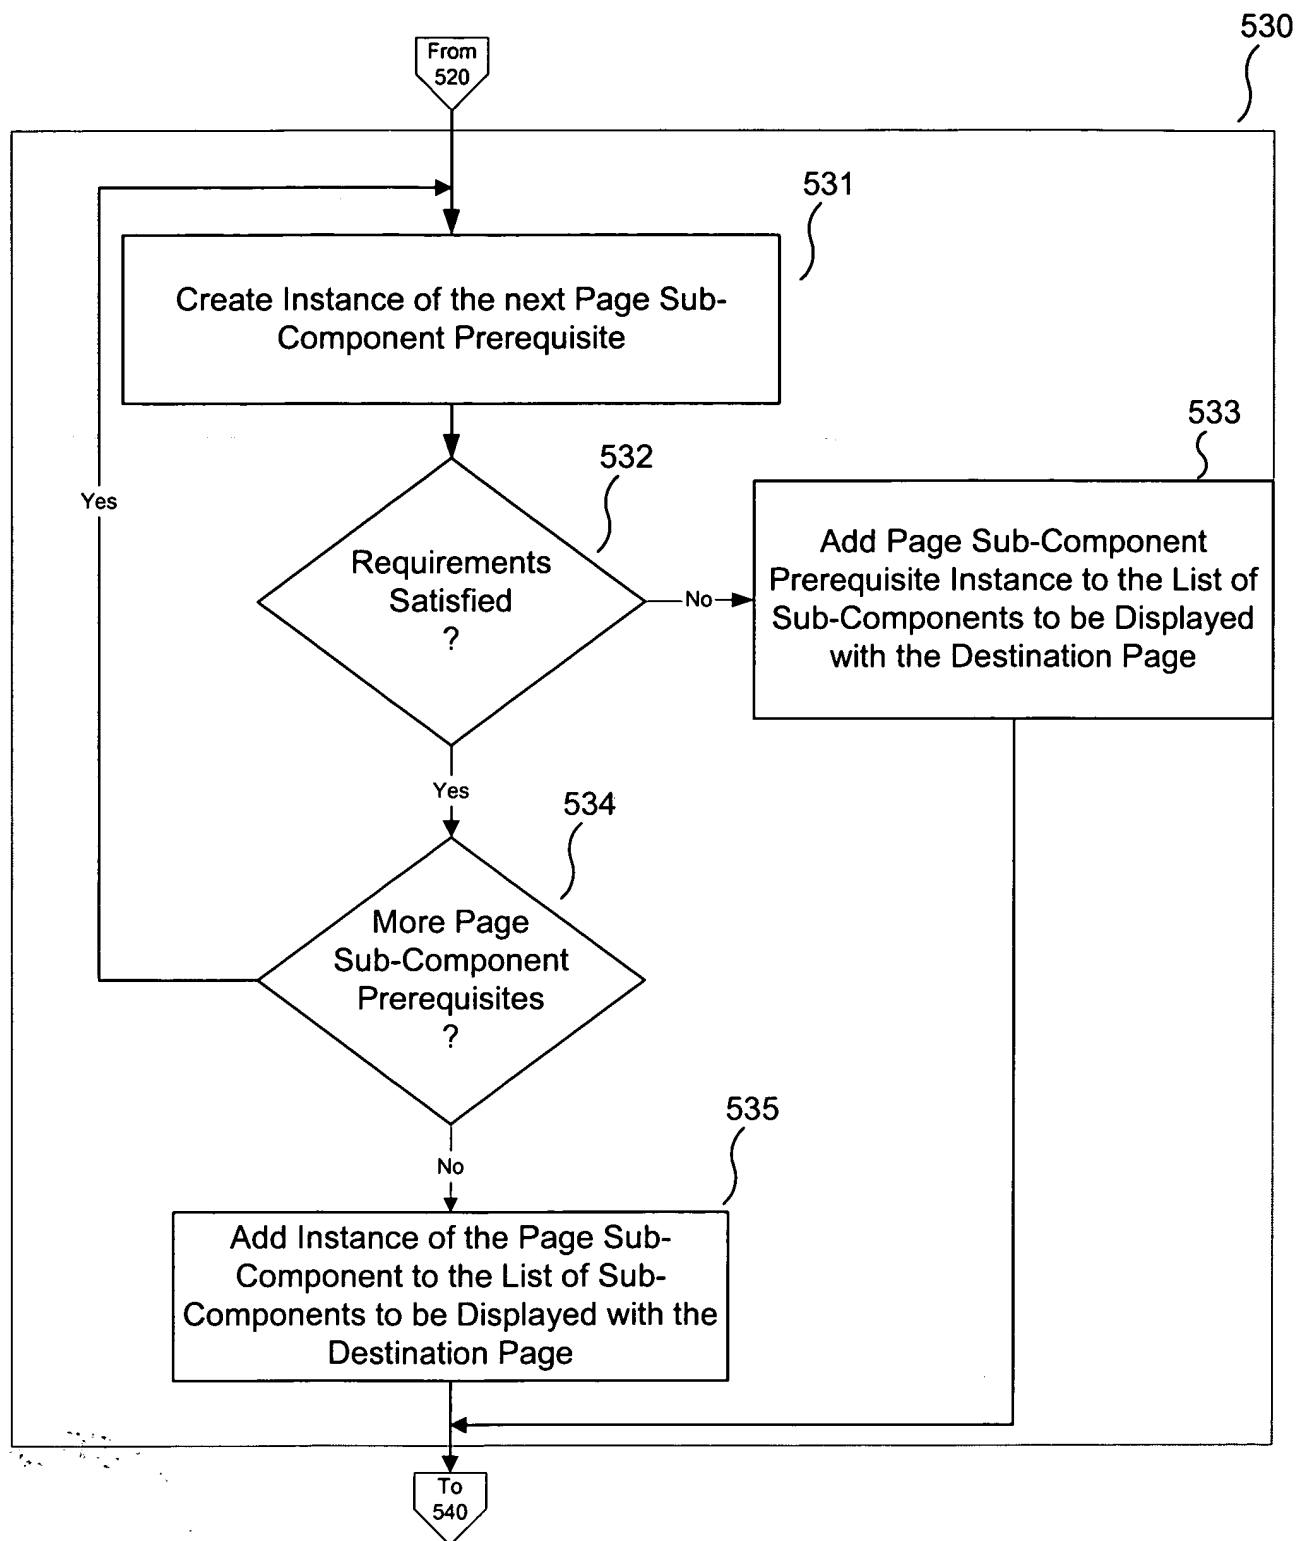 530
From
520
531
Create Instance of the next Page Sub-
Component Prerequisite
532
533
Yes
Requirements
Satisfied
?
No
Add Page Sub-Component
Prerequisite Instance to the List of
Sub-Components to be Displayed
with the Destination Page
Yes
534
More Page
Sub-Component
Prerequisites
?
535
No
Add Instance of the Page Sub-
Component to the List of Sub-
Components to be Displayed with the
Destination Page
To
540